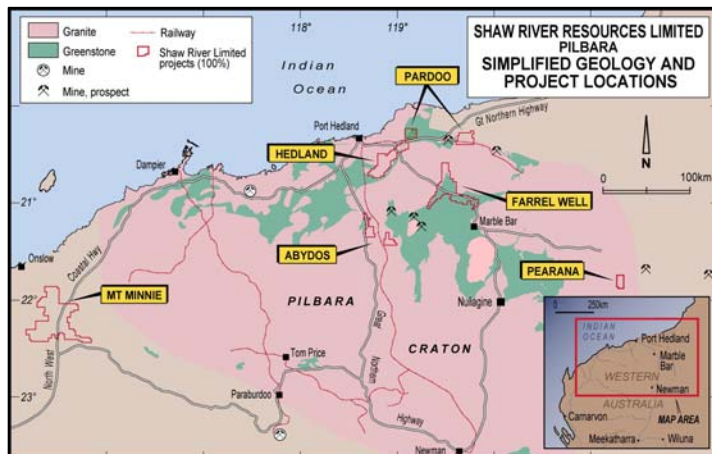 Granite
Greenstone
Mine
Mine, prospect
Railway
Shaw River Limited
projects (100%)
118°
119°
SHAW RIVER RESOURCES LIMITED
PILBARA
SIMPLIFIED GEOLOGY AND
PROJECT LOCATIONS
Indian
Ocean
PARDOO
Gt Northern Highway
Port Hedland
HEDLAND
Dampier
N
100km
21°
FARREL WELL
Marble Bar
Onslow
Coastal Hwy
ABYDOS
PEARANA
22°
MT MINNIE
PILBARA
Great
Nullagine
CRATON
North West
Tom Price
Northern
Paraburdoo
23°
Highway
Newman
0 250km
INDIAN
OCEAN
Port Hedland
Marble
Bar
WESTERN
Newman
AUSTRALIA
MAP AREA
Carnarvon
Meekatharra
Wiluna